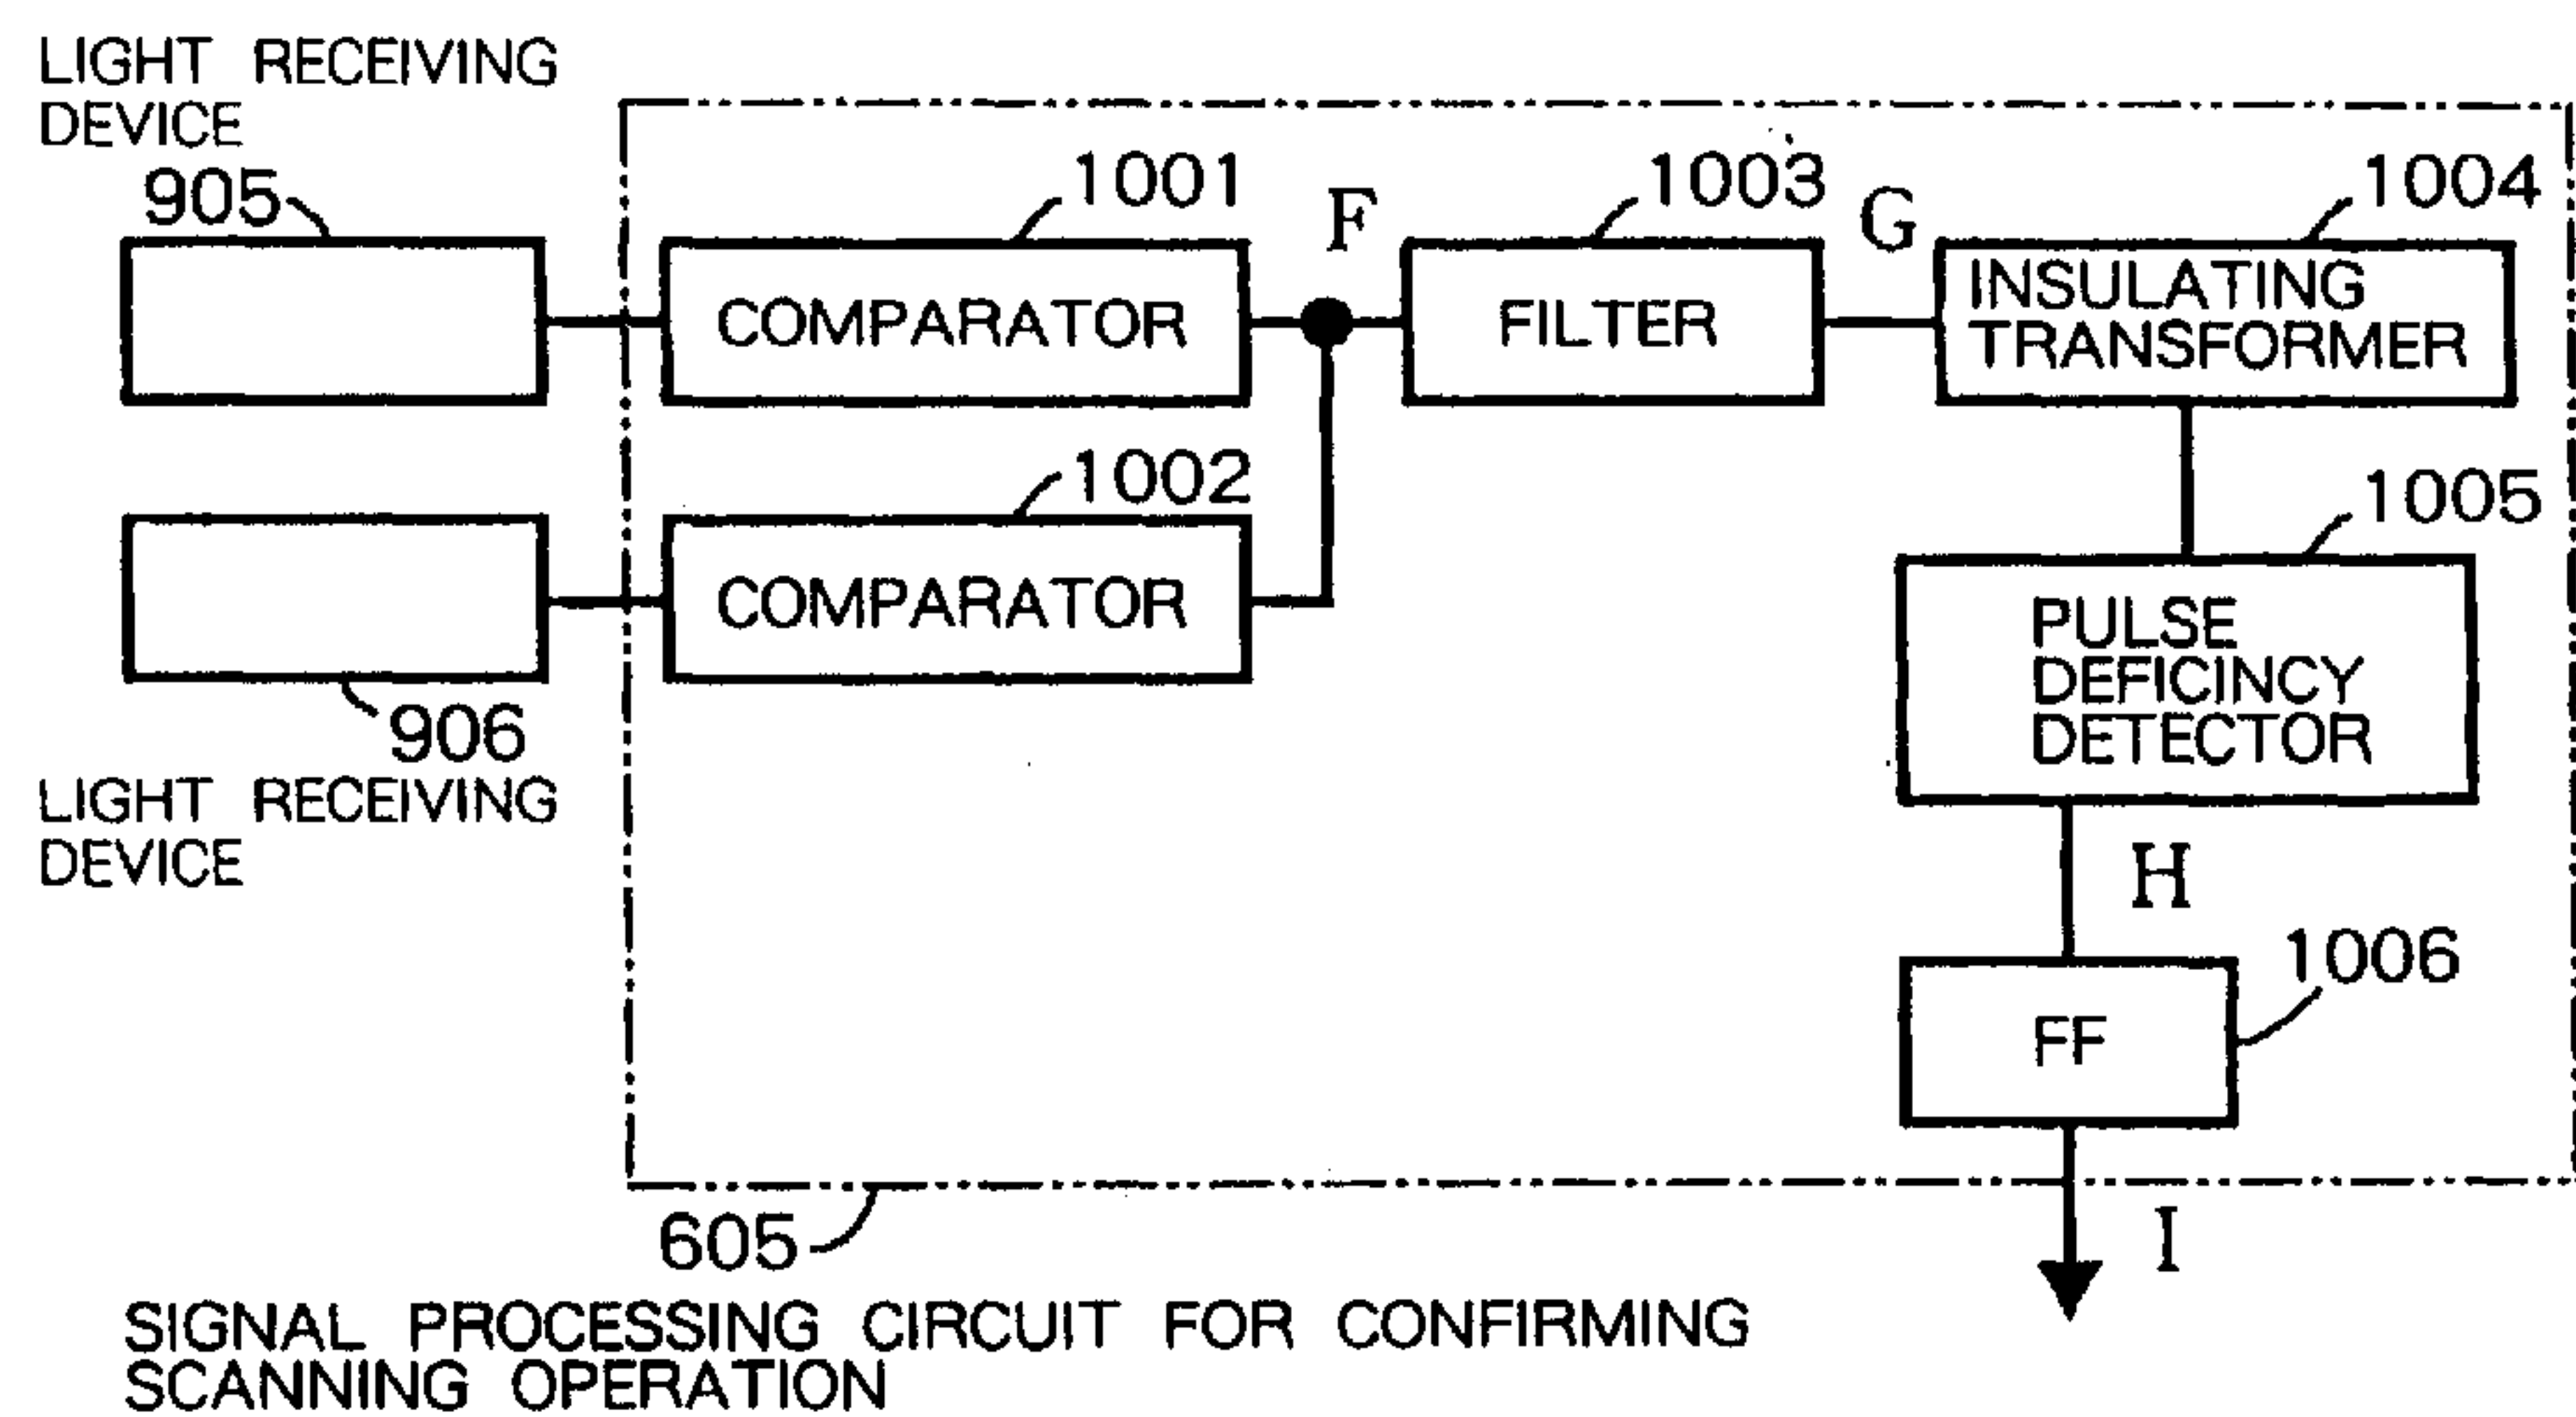 LIGHT RECEIVING
DEVICE
905
1001
F
1003
G
1004
COMPARATOR
FILTER
INSULATING
TRANSFORMER
1002
1005
COMPARATOR
PULSE
DEFICINCY
DETECTOR
906
LIGHT RECEIVING
DEVICE
H
1006
FF
605
I
SIGNAL PROCESSING CIRCUIT FOR CONFIRMING
SCANNING OPERATION